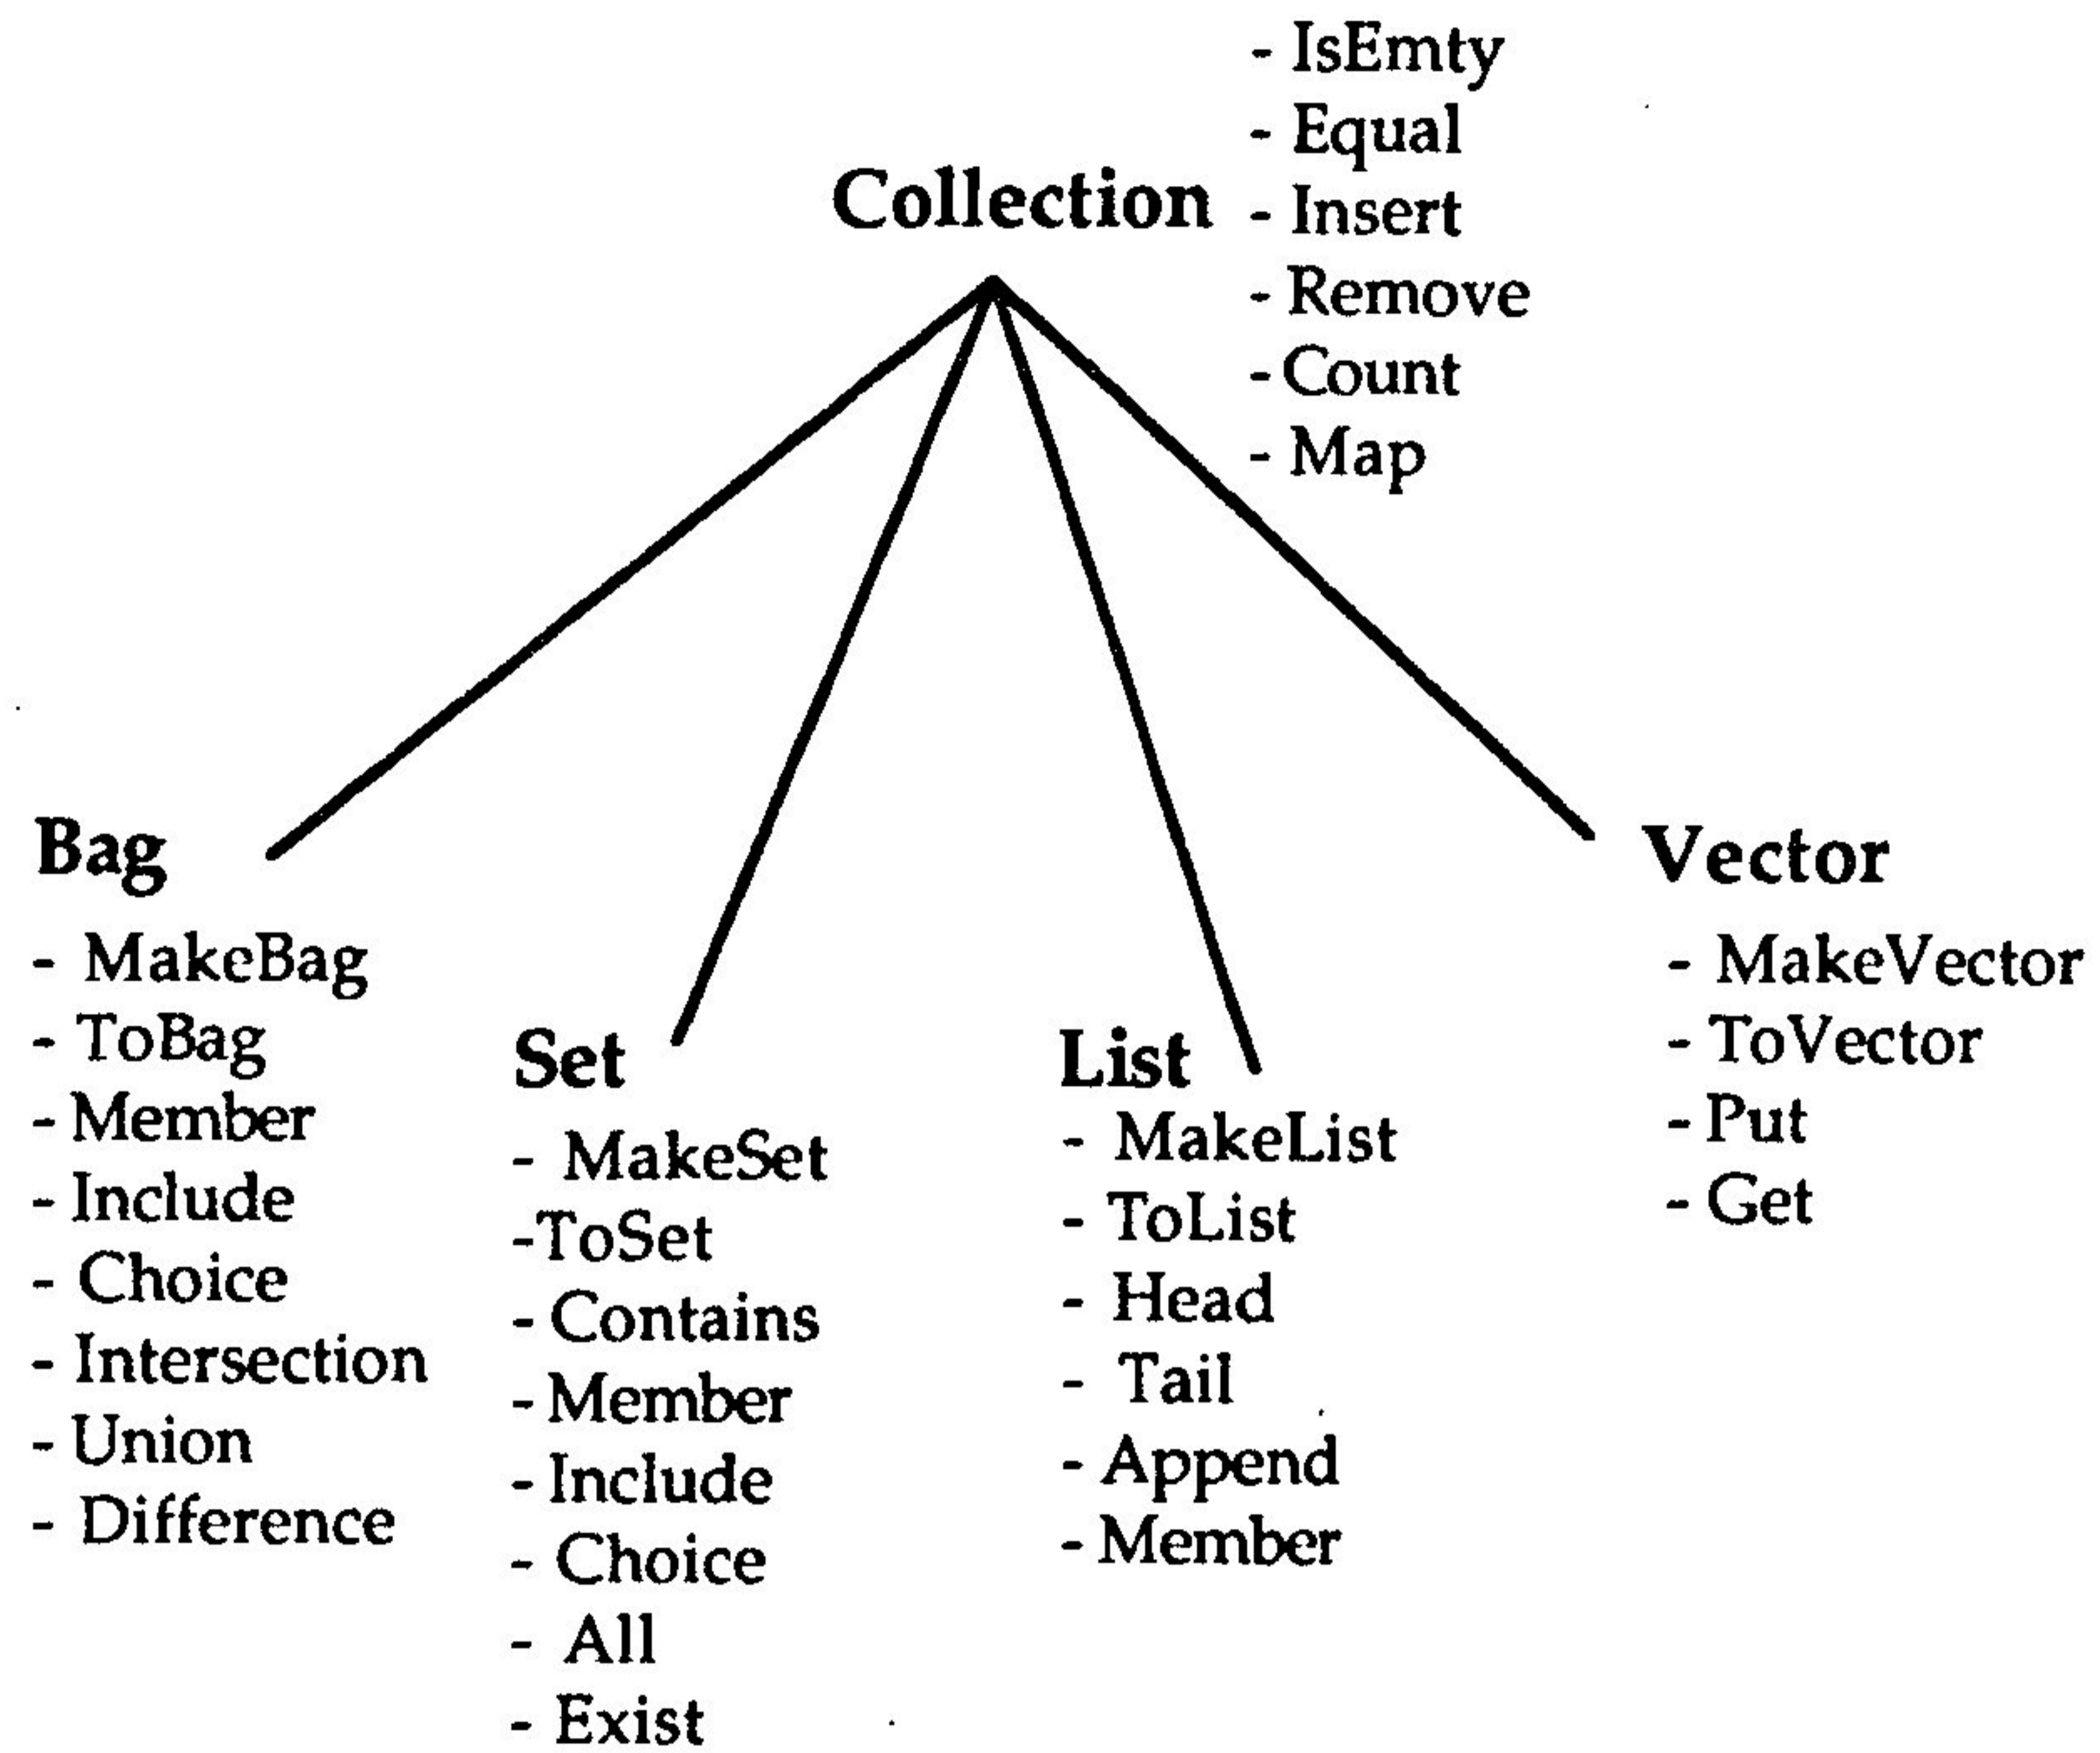 Collection
- IsEmty
- Equal
- Insert
- Remove
- Count
- Map
Bag
- MakeBag
- ToBag
- Member
- Include
- Choice
- Intersection
- Union
- Difference
Set
- MakeSet
- ToSet
- Contains
- Member
- Include
- Choice
- All
- Exist
List
- MakeList
- ToList
- Head
- Tail
- Append
- Member
Vector
- MakeVector
- ToVector
- Put
- Get